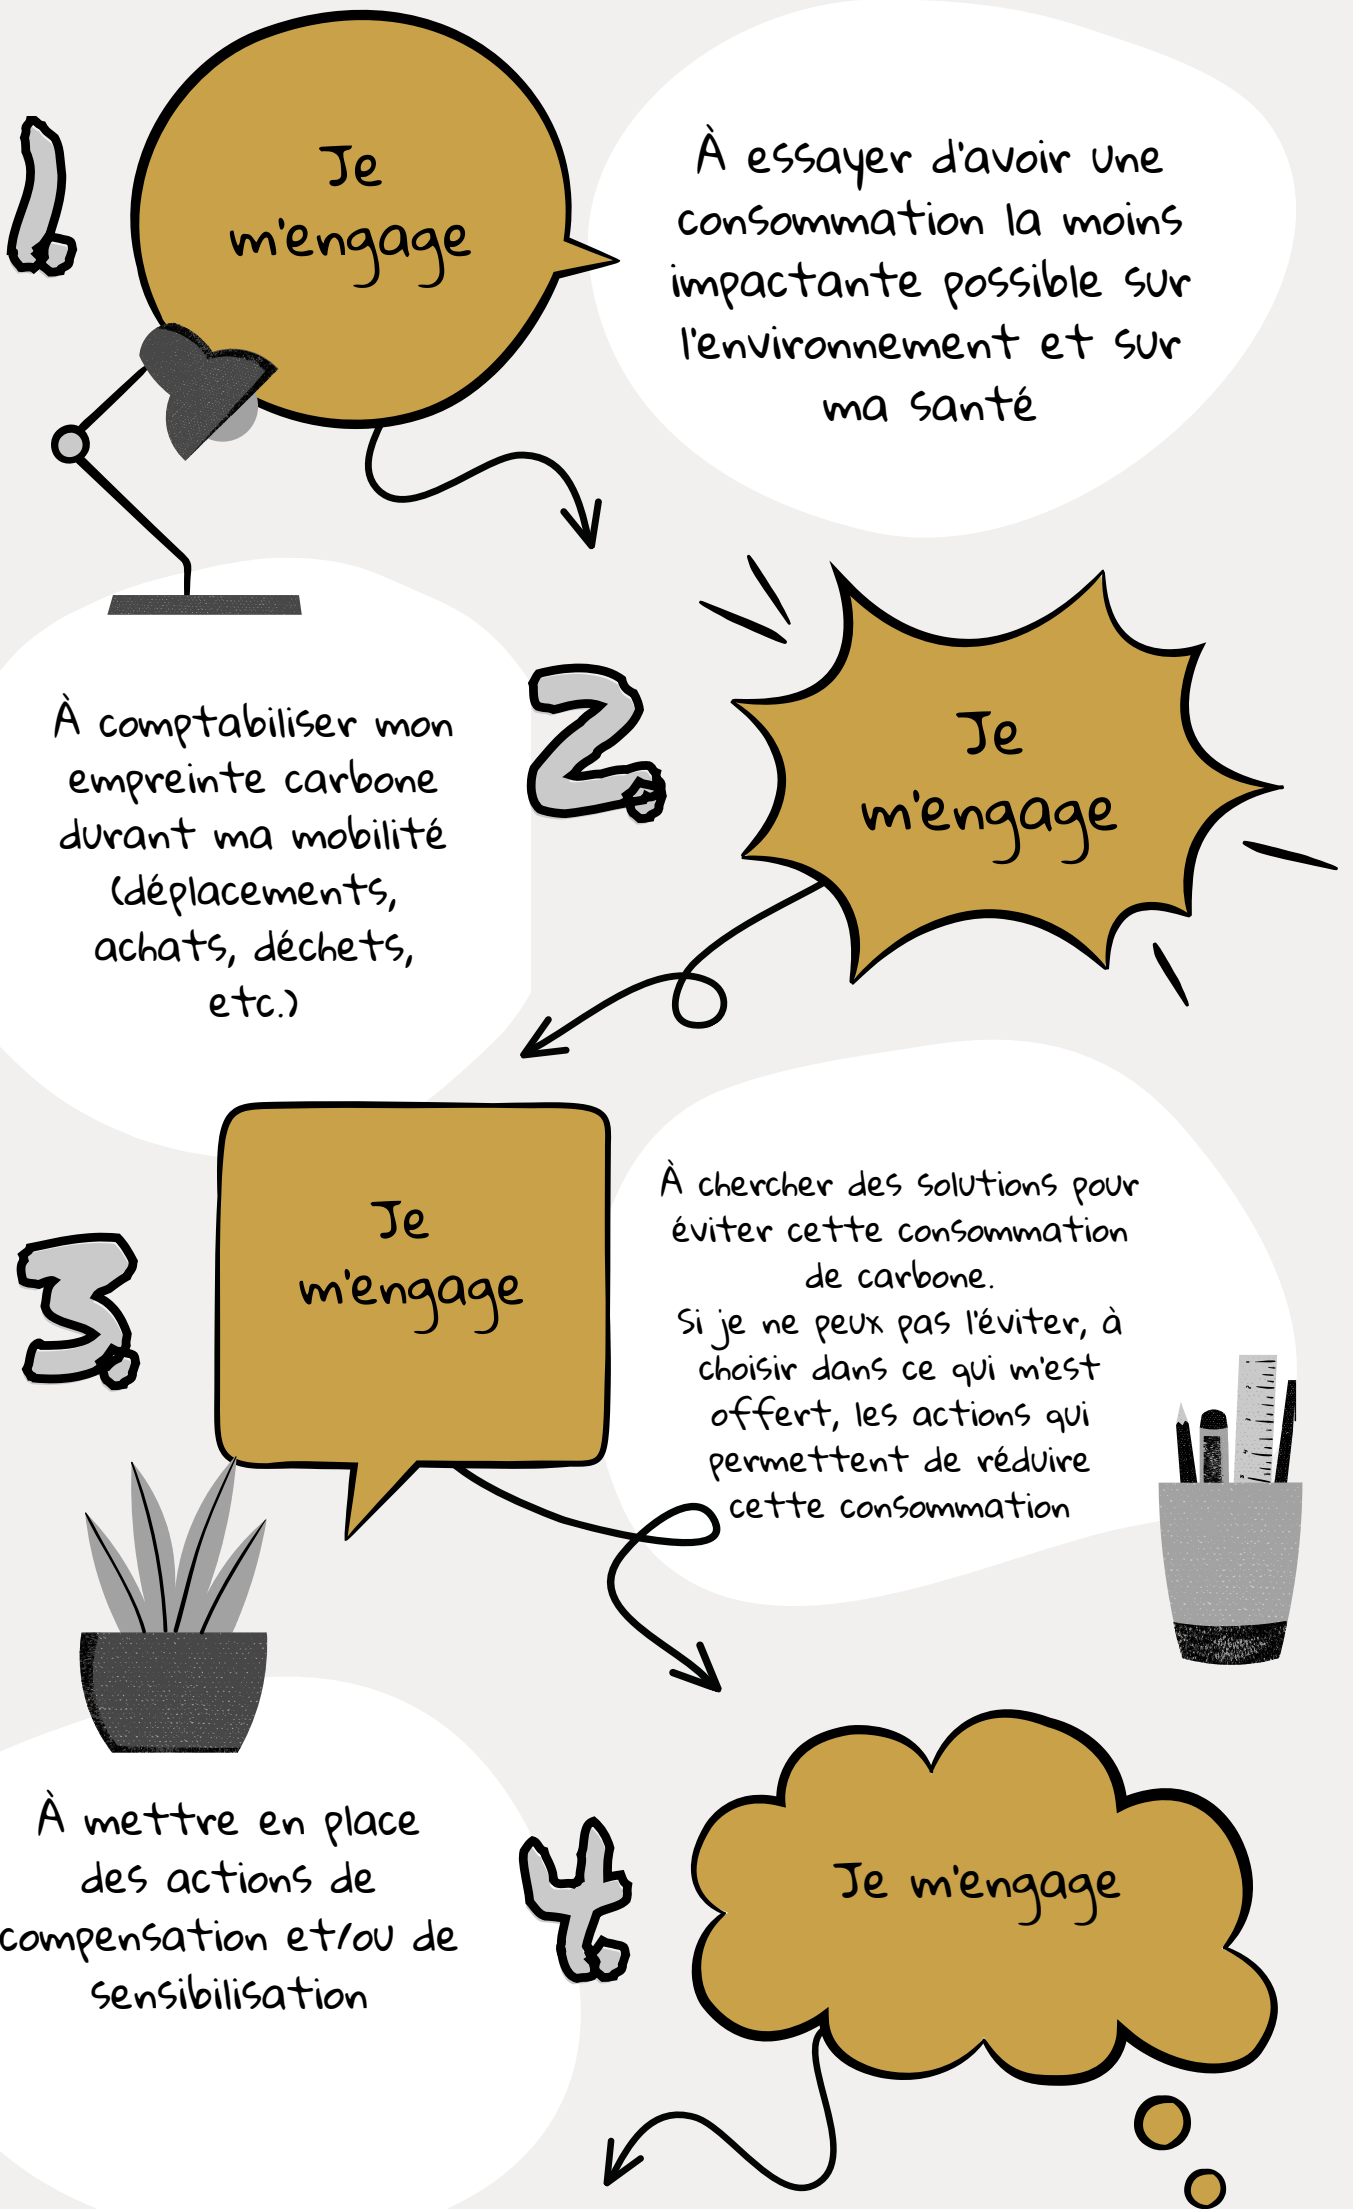 1.
Je
m'engage
À essayer d'avoir une
consommation la moins
impactante possible sur
l'environnement et sur
ma santé
2.
Je
m'engage
À comptabiliser mon
empreinte carbone
durant ma mobilité
(déplacements,
achats, déchets,
etc.)
3.
Je
m'engage
À chercher des solutions pour
éviter cette consommation
de carbone.
Si je ne peux pas l'éviter, à
choisir dans ce qui m'est
offert, les actions qui
permettent de réduire
cette consommation
4.
Je m'engage
À mettre en place
des actions de
compensation et/ou de
sensibilisation